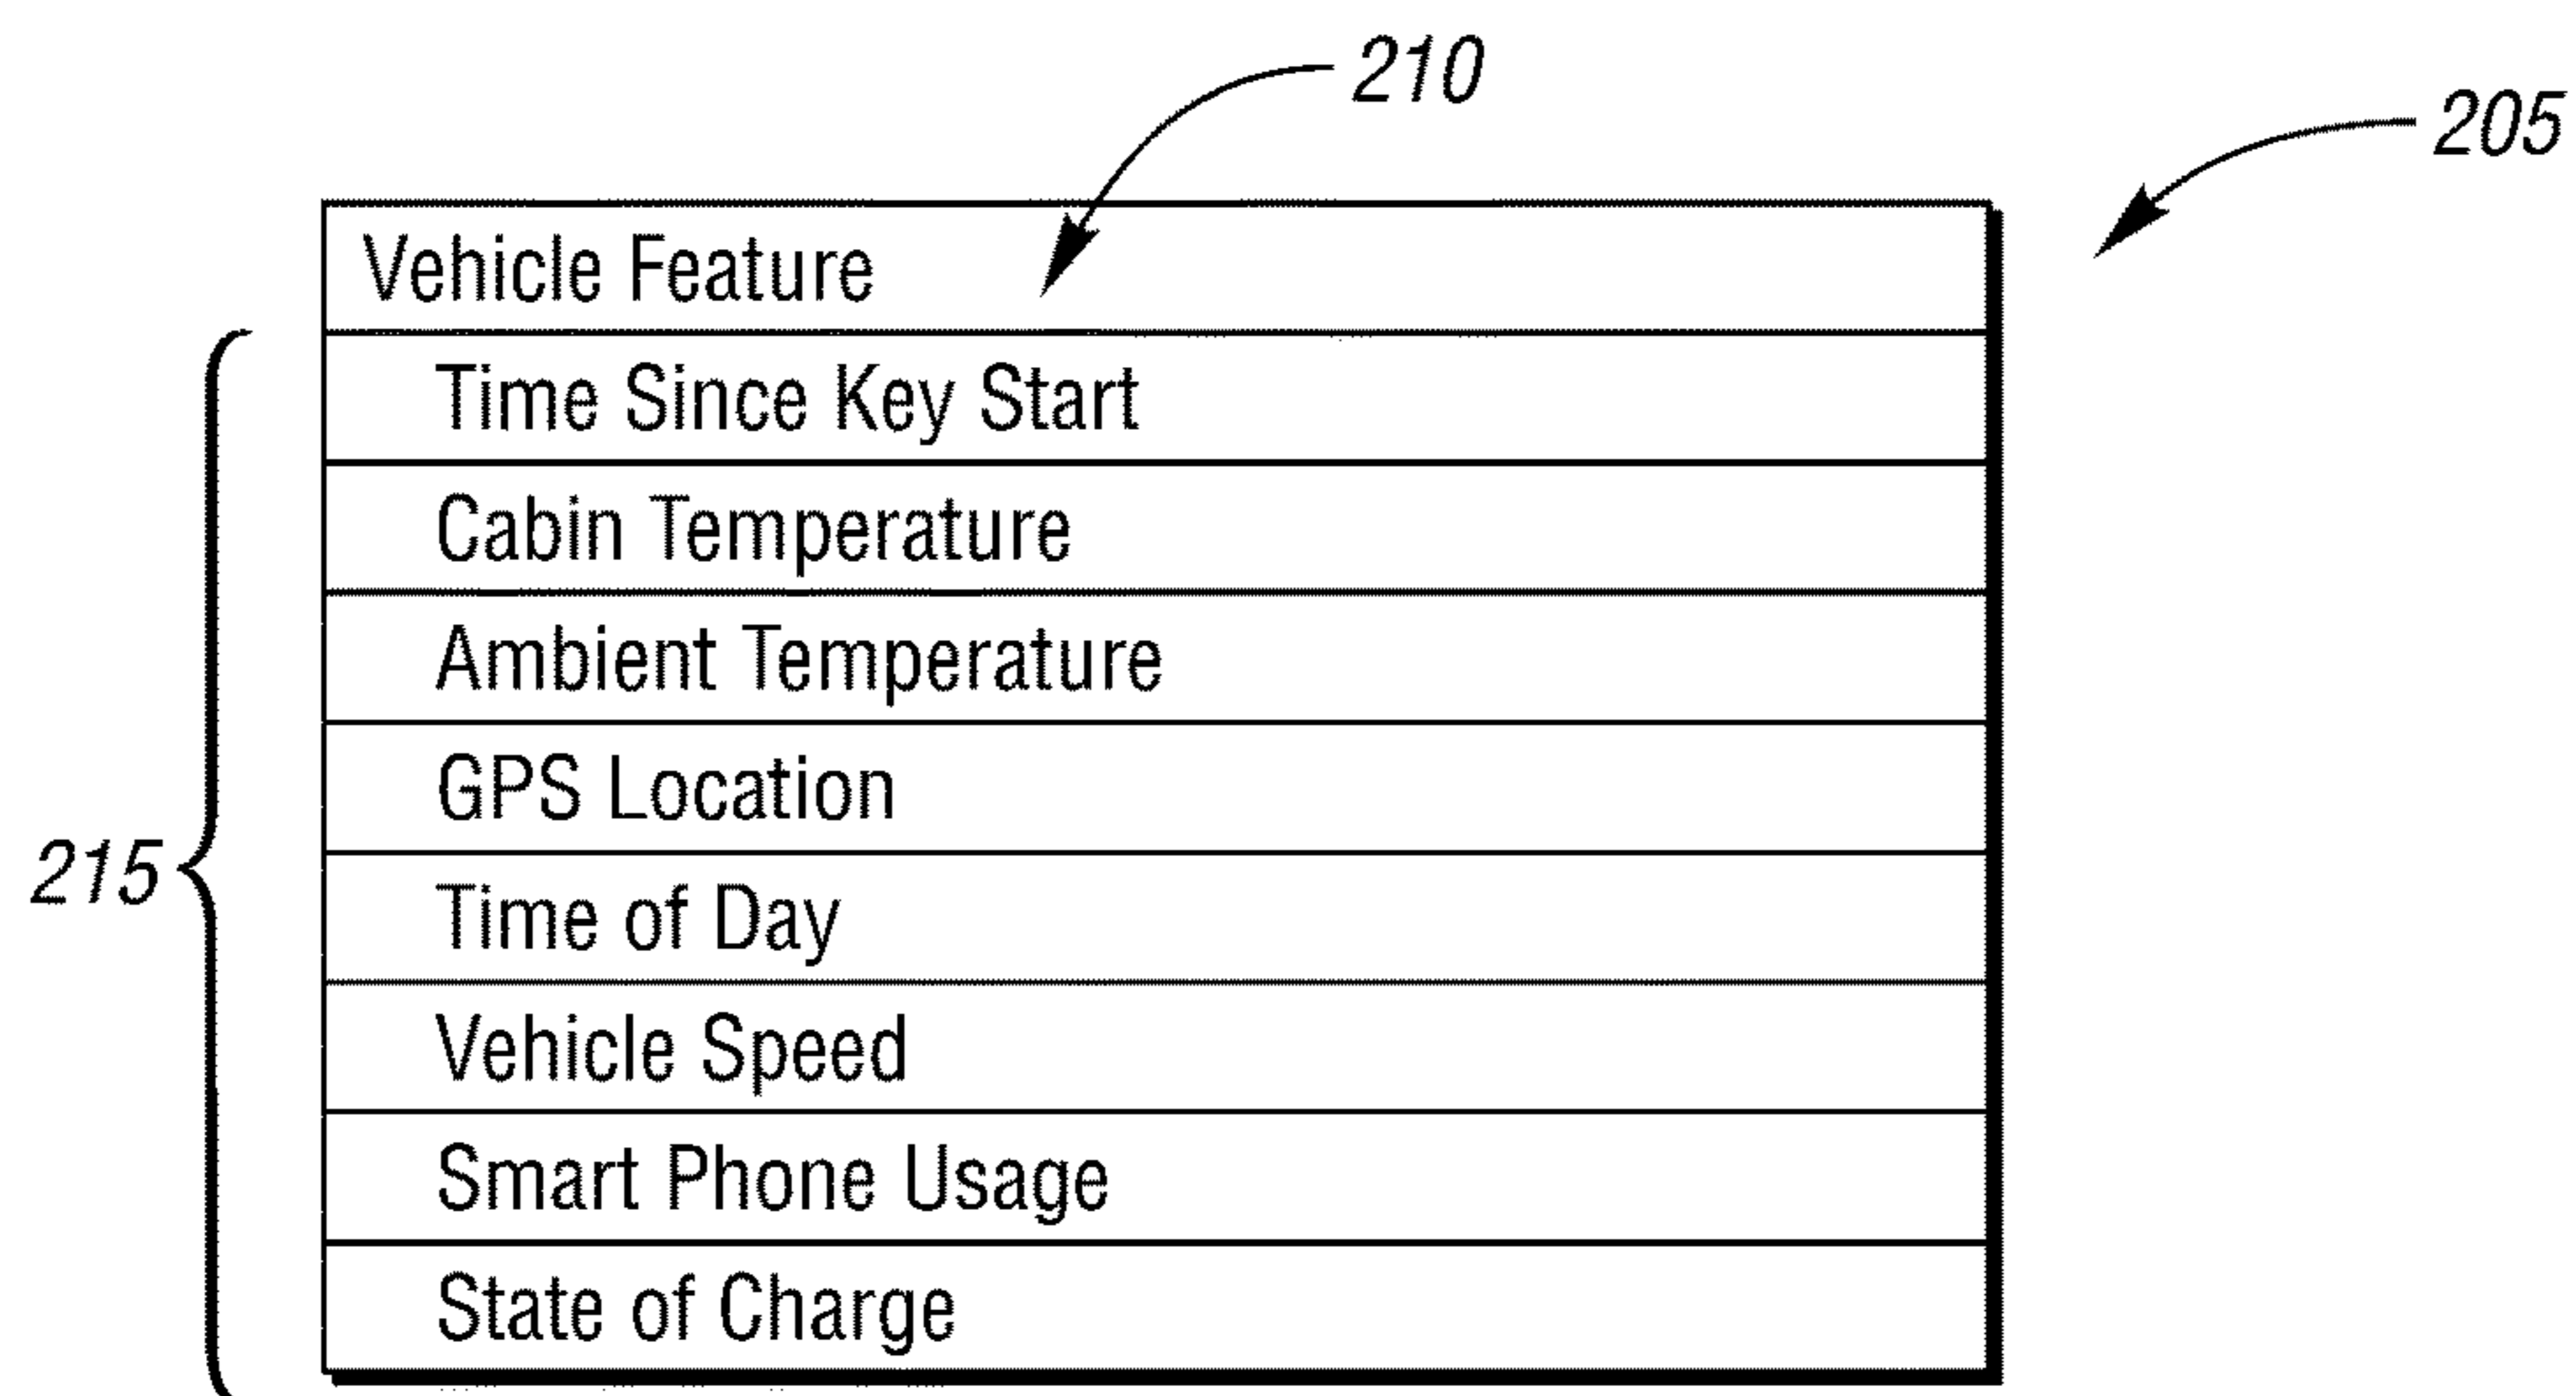 210
205
Vehicle Feature
Time Since Key Start
Cabin Temperature
Ambient Temperature
GPS Location
215
Time of Day
Vehicle Speed
Smart Phone Usage
State of Charge